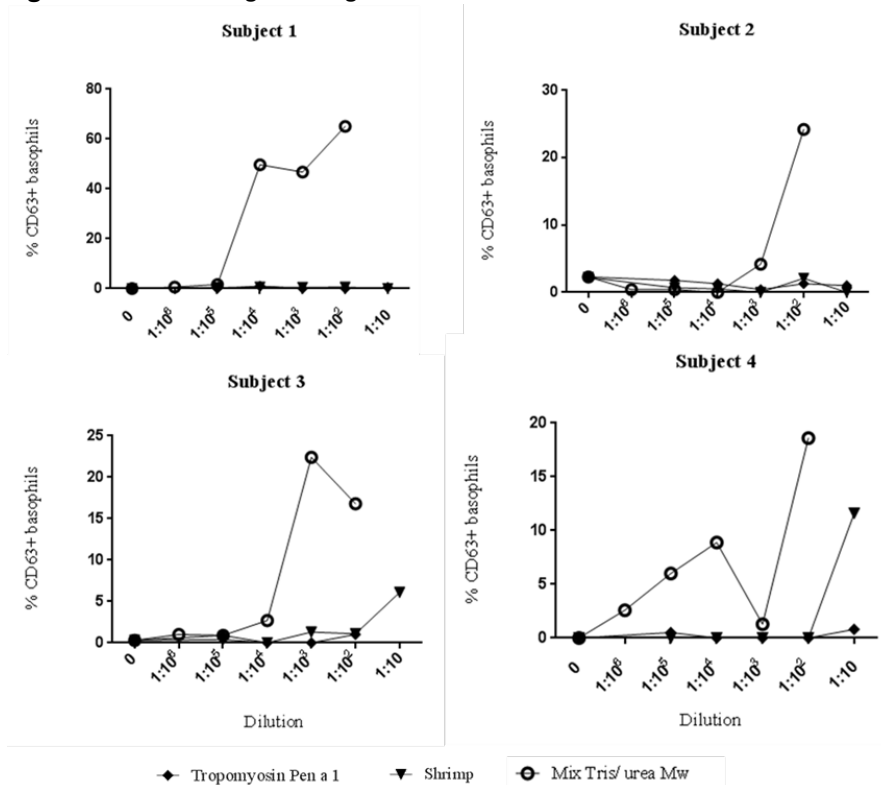 Subject 1
% CD63+ basophils
80
60
40
20
0
0 1:10⁶ 1:10⁵ 1:10⁴ 1:10³ 1:10² 1:10
Subject 2
% CD63+ basophils
30
20
10
0
0 1:10⁶ 1:10⁵ 1:10⁴ 1:10³ 1:10² 1:10
Subject 3
% CD63+ basophils
25
20
15
10
5
0
0 1:10⁶ 1:10⁵ 1:10⁴ 1:10³ 1:10² 1:10
Dilution
Subject 4
% CD63+ basophils
20
15
10
5
0
0 1:10⁶ 1:10⁵ 1:10⁴ 1:10³ 1:10² 1:10
Dilution
Tropomyosin Pen a 1 Shrimp Mix Tris/ urea Mw